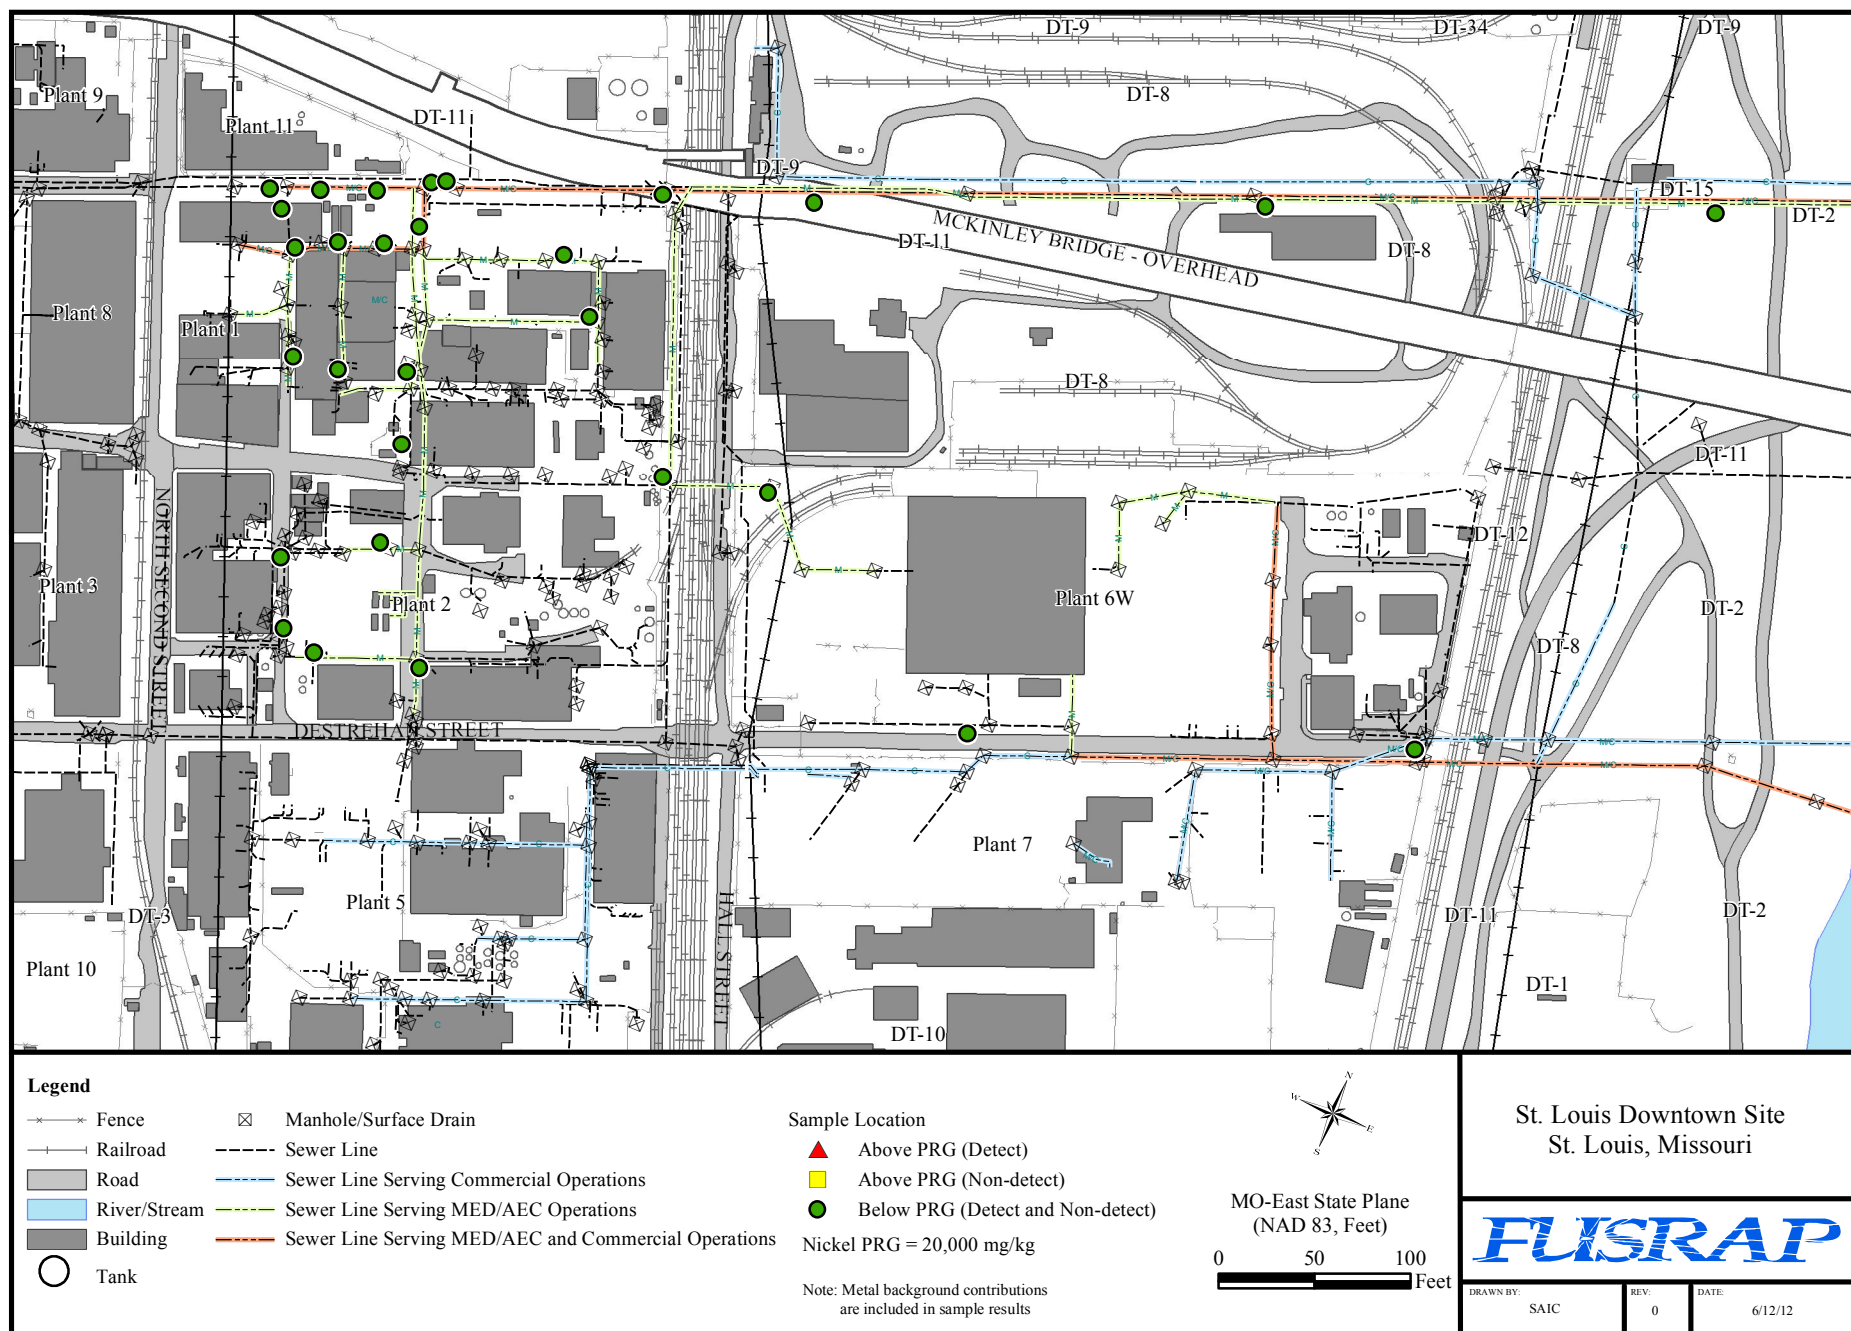 DT-9
DT-34
DT-9
Plant 9
DT-8
Plant 11
DT-11
DT-9
DT-15
M/C
M/C
M
C
C
C
M
M/C
M
M
M/C
DT-2
MCKINLEY BRIDGE - OVERHEAD
DT-11
DT-8
M/C
M
M
M
M/C
Plant 8
Plant 1
M
M
DT-8
DT-11
NORTH SECOND STREET
M
M
M
M
DT-12
Plant 3
Plant 2
M
M
Plant 6W
DT-2
DT-8
M
DESTREHAN STREET
M/C
M/C
C
C
C
M/C
M/C
M/C
M/C
Plant 7
C
C
Plant 5
DT-3
HALL STREET
DT-11
DT-2
C
Plant 10
C
C
DT-10
DT-1
Legend
Fence
Railroad
Road
River/Stream
Building
Tank
Manhole/Surface Drain
Sewer Line
Sewer Line Serving Commercial Operations
Sewer Line Serving MED/AEC Operations
Sewer Line Serving MED/AEC and Commercial Operations
Sample Location
Above PRG (Detect)
Above PRG (Non-detect)
Below PRG (Detect and Non-detect)
Nickel PRG = 20,000 mg/kg
Note: Metal background contributions
are included in sample results
N
W
E
S
MO-East State Plane
(NAD 83, Feet)
0 50 100
Feet
St. Louis Downtown Site
St. Louis, Missouri
FUSRAP
DRAWN BY:
SAIC
REV:
0
DATE:
6/12/12